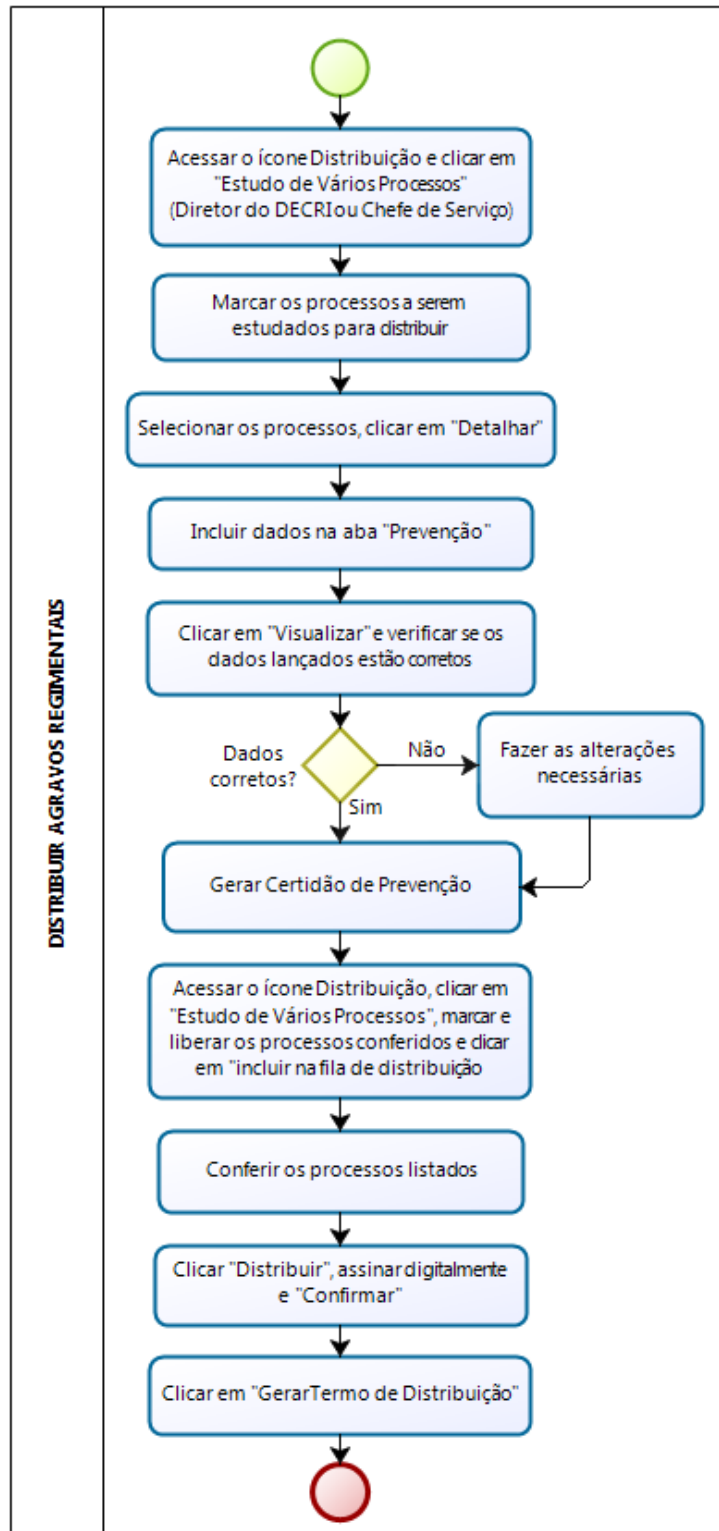 DISTRIBUIR AGRAVOS REGIMENTAIS
Acessar o ícone Distribuição e clicar em
"Estudo de Vários Processos"
(Diretor do DECRI ou Chefe de Serviço)
Marcar os processos a serem
estudados para distribuir
Selecionar os processos, clicar em "Detalhar"
Incluir dados na aba "Prevenção"
Clicar em "Visualizar" e verificar se os
dados lançados estão corretos
Dados
corretos?
Não
Fazer as alterações
necessárias
Sim
Gerar Certidão de Prevenção
Acessar o ícone Distribuição, clicar em
"Estudo de Vários Processos", marcar e
liberar os processos conferidos e clicar
em "incluir na fila de distribuição
Conferir os processos listados
Clicar "Distribuir", assinar digitalmente
e "Confirmar"
Clicar em "Gerar Termo de Distribuição"